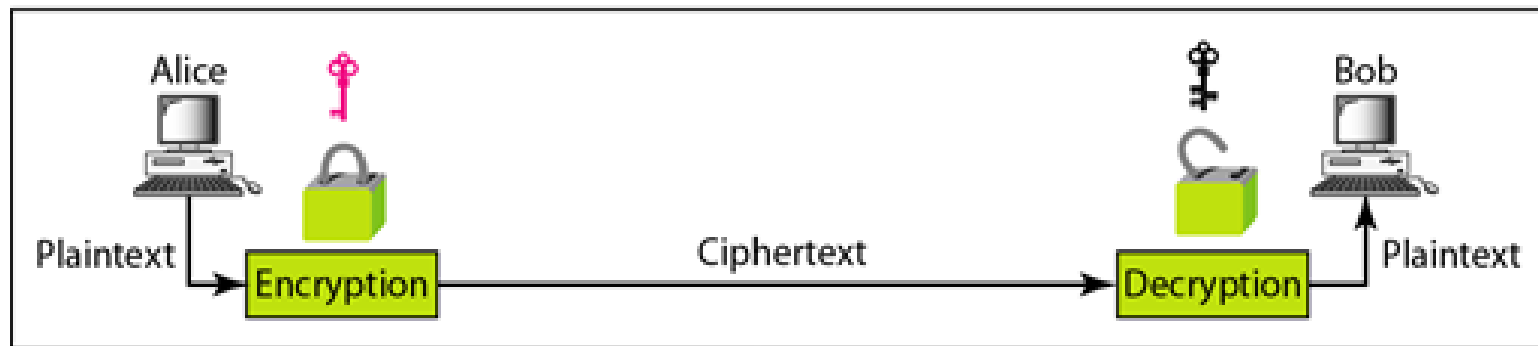 Alice
Bob
Plaintext
Ciphertext
Plaintext
Encryption
Decryption